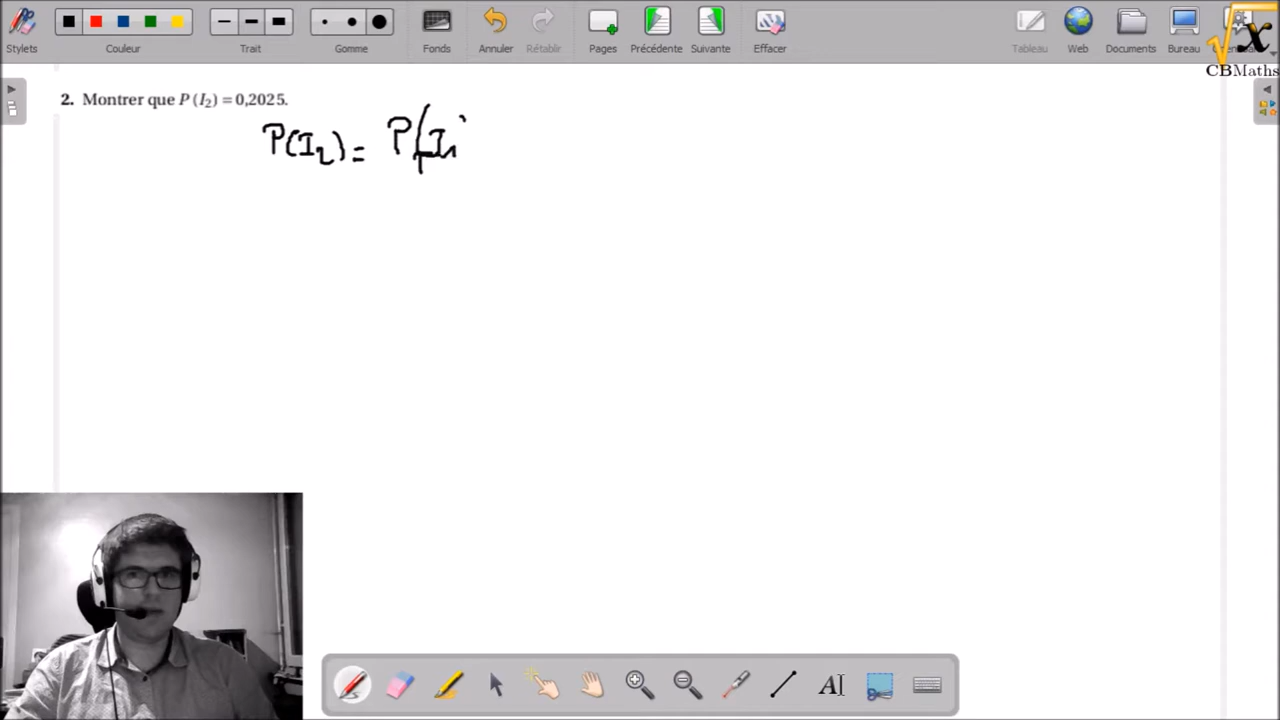 Stylets Couleur Trait Gomme Fonds Annuler Rétablir Pages Précédente Suivante Effacer Tableau Web Documents Bureau
CBMaths
2. Montrer que P (I₂) = 0,2025.
P(I₂) = P(I₁